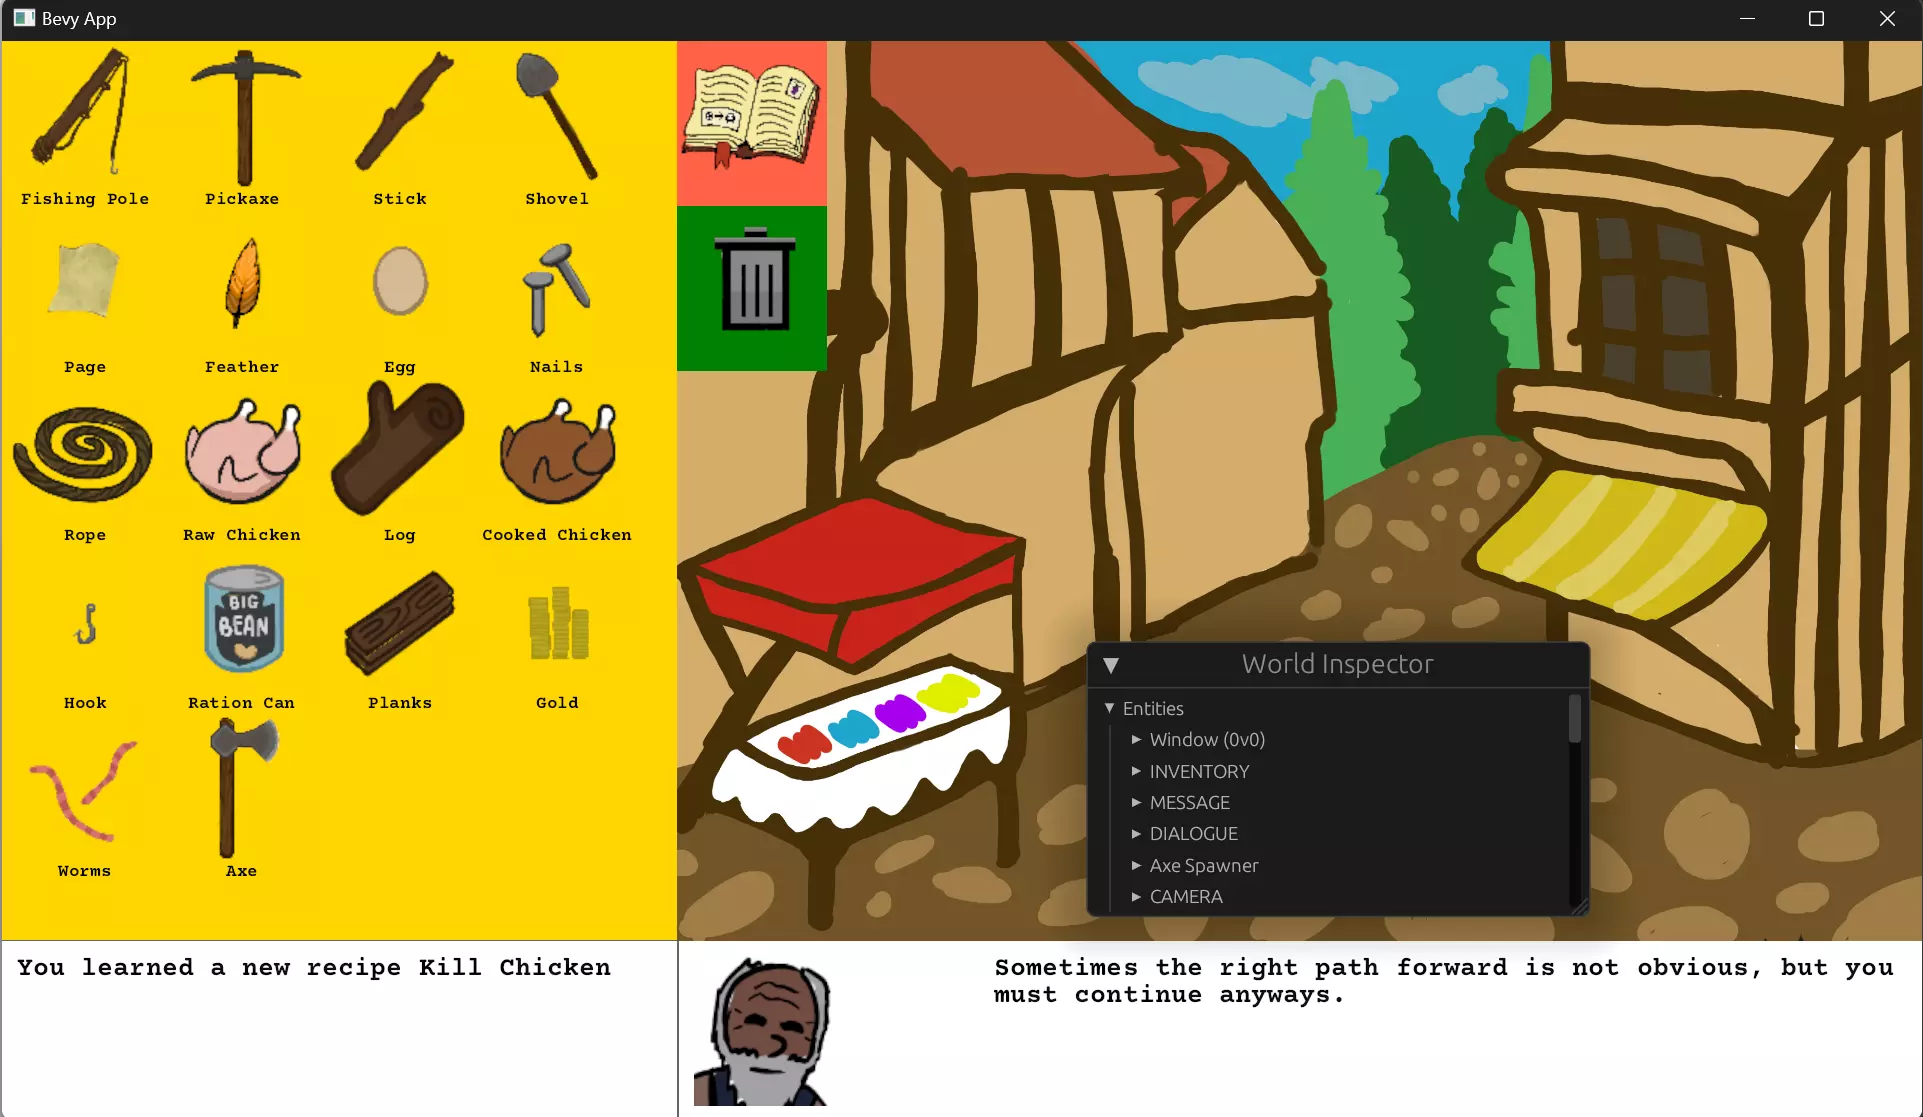 Bevy App
Fishing Pole
Pickaxe
Stick
Shovel
Page
Feather
Egg
Nails
Rope
Raw Chicken
Log
Cooked Chicken
BIG
BEAN
Hook
Ration Can
Planks
Gold
Worms
Axe
World Inspector
Entities
Window (0v0)
INVENTORY
MESSAGE
DIALOGUE
Axe Spawner
CAMERA
You learned a new recipe Kill Chicken
Sometimes the right path forward is not obvious, but you
must continue anyways.